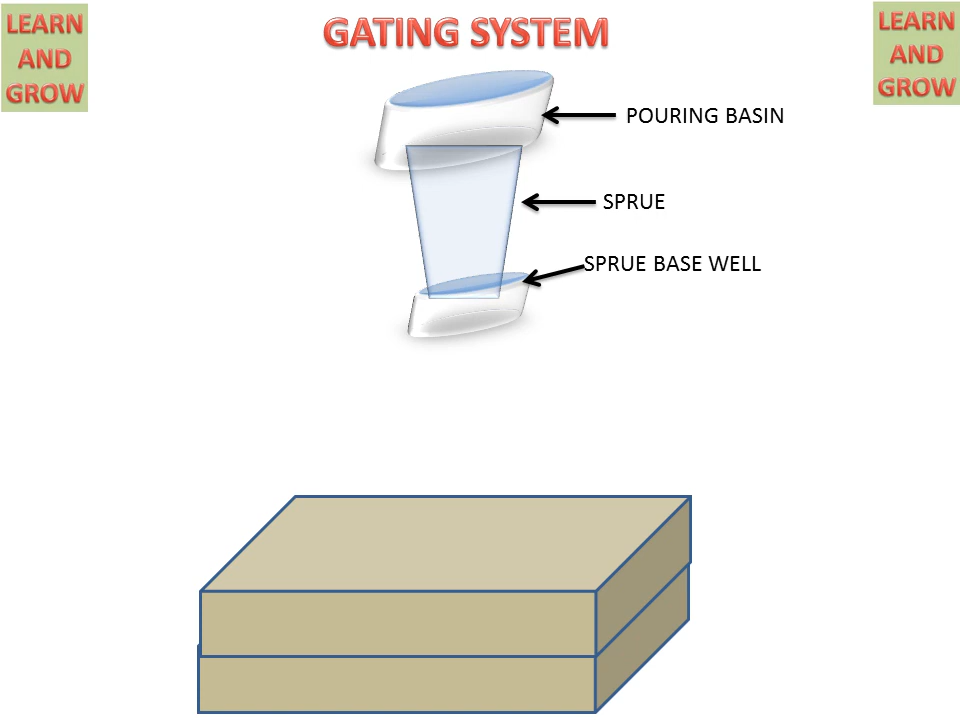 LEARN
AND
GROW
GATING SYSTEM
LEARN
AND
GROW
POURING BASIN
SPRUE
SPRUE BASE WELL